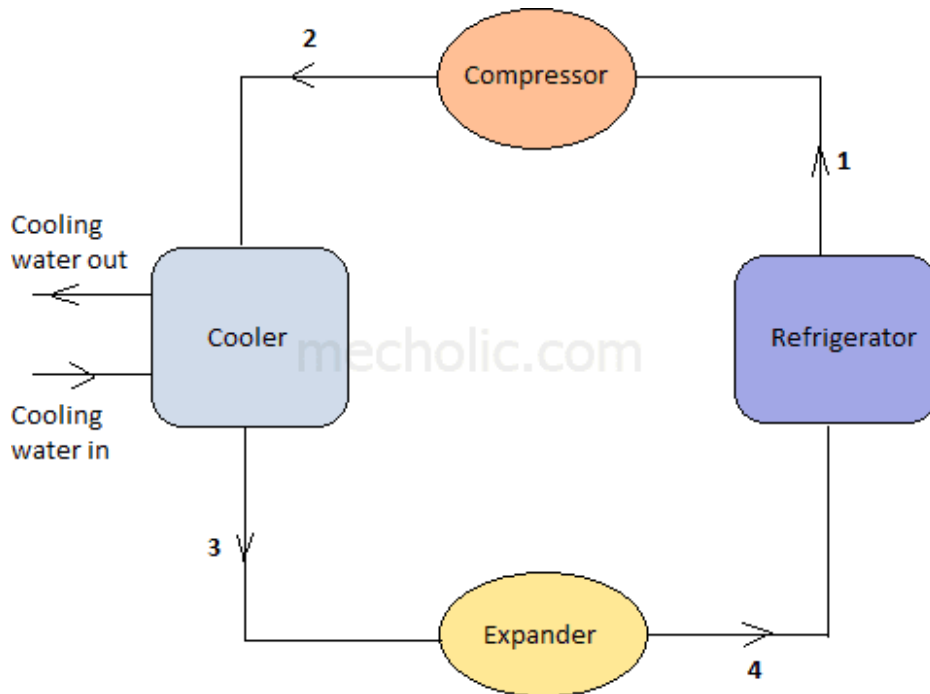 2
Compressor
1
Cooling
water out
Cooler
Refrigerator
mecholic.com
Cooling
water in
3
Expander
4